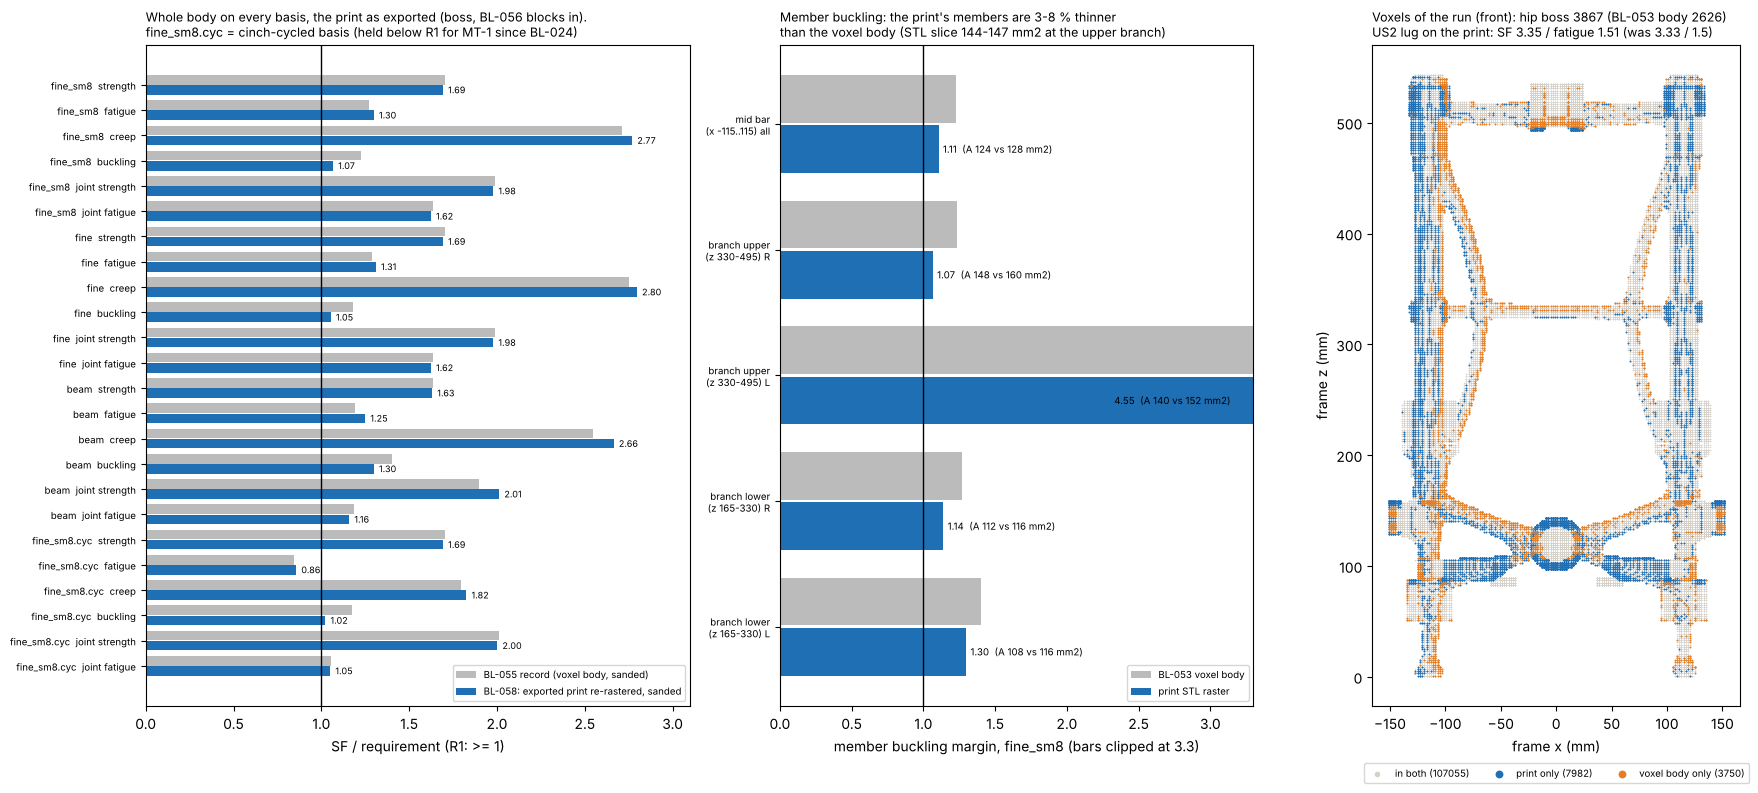 Whole body on every basis, the print as exported (boss, BL-056 blocks in).
fine_sm8.cyc = cinch-cycled basis (held below R1 for MT-1 since BL-024)
fine_sm8 strength
1.69
fine_sm8 fatigue
1.30
fine_sm8 creep
2.77
fine_sm8 buckling
1.07
fine_sm8 joint strength
1.98
fine_sm8 joint fatigue
1.62
fine strength
1.69
fine fatigue
1.31
fine creep
2.80
fine buckling
1.05
fine joint strength
1.98
fine joint fatigue
1.62
beam strength
1.63
beam fatigue
1.25
beam creep
2.66
beam buckling
1.30
beam joint strength
2.01
beam joint fatigue
1.16
fine_sm8.cyc strength
1.69
fine_sm8.cyc fatigue
0.86
fine_sm8.cyc creep
1.82
fine_sm8.cyc buckling
1.02
fine_sm8.cyc joint strength
2.00
fine_sm8.cyc joint fatigue
1.05
BL-055 record (voxel body, sanded)
BL-058: exported print re-rastered, sanded
0.0 0.5 1.0 1.5 2.0 2.5 3.0
SF / requirement (R1: >= 1)
Member buckling: the print's members are 3-8 % thinner
than the voxel body (STL slice 144-147 mm2 at the upper branch)
mid bar
(x -115..115) all
1.11 (A 124 vs 128 mm2)
branch upper
(z 330-495) R
1.07 (A 148 vs 160 mm2)
branch upper
(z 330-495) L
4.55 (A 140 vs 152 mm2)
branch lower
(z 165-330) R
1.14 (A 112 vs 116 mm2)
branch lower
(z 165-330) L
1.30 (A 108 vs 116 mm2)
BL-053 voxel body
print STL raster
0.0 0.5 1.0 1.5 2.0 2.5 3.0
member buckling margin, fine_sm8 (bars clipped at 3.3)
Voxels of the run (front): hip boss 3867 (BL-053 body 2626)
US2 lug on the print: SF 3.35 / fatigue 1.51 (was 3.33 / 1.5)
frame z (mm)
500
400
300
200
100
0
−150 −100 −50 0 50 100 150
frame x (mm)
in both (107055)
print only (7982)
voxel body only (3750)